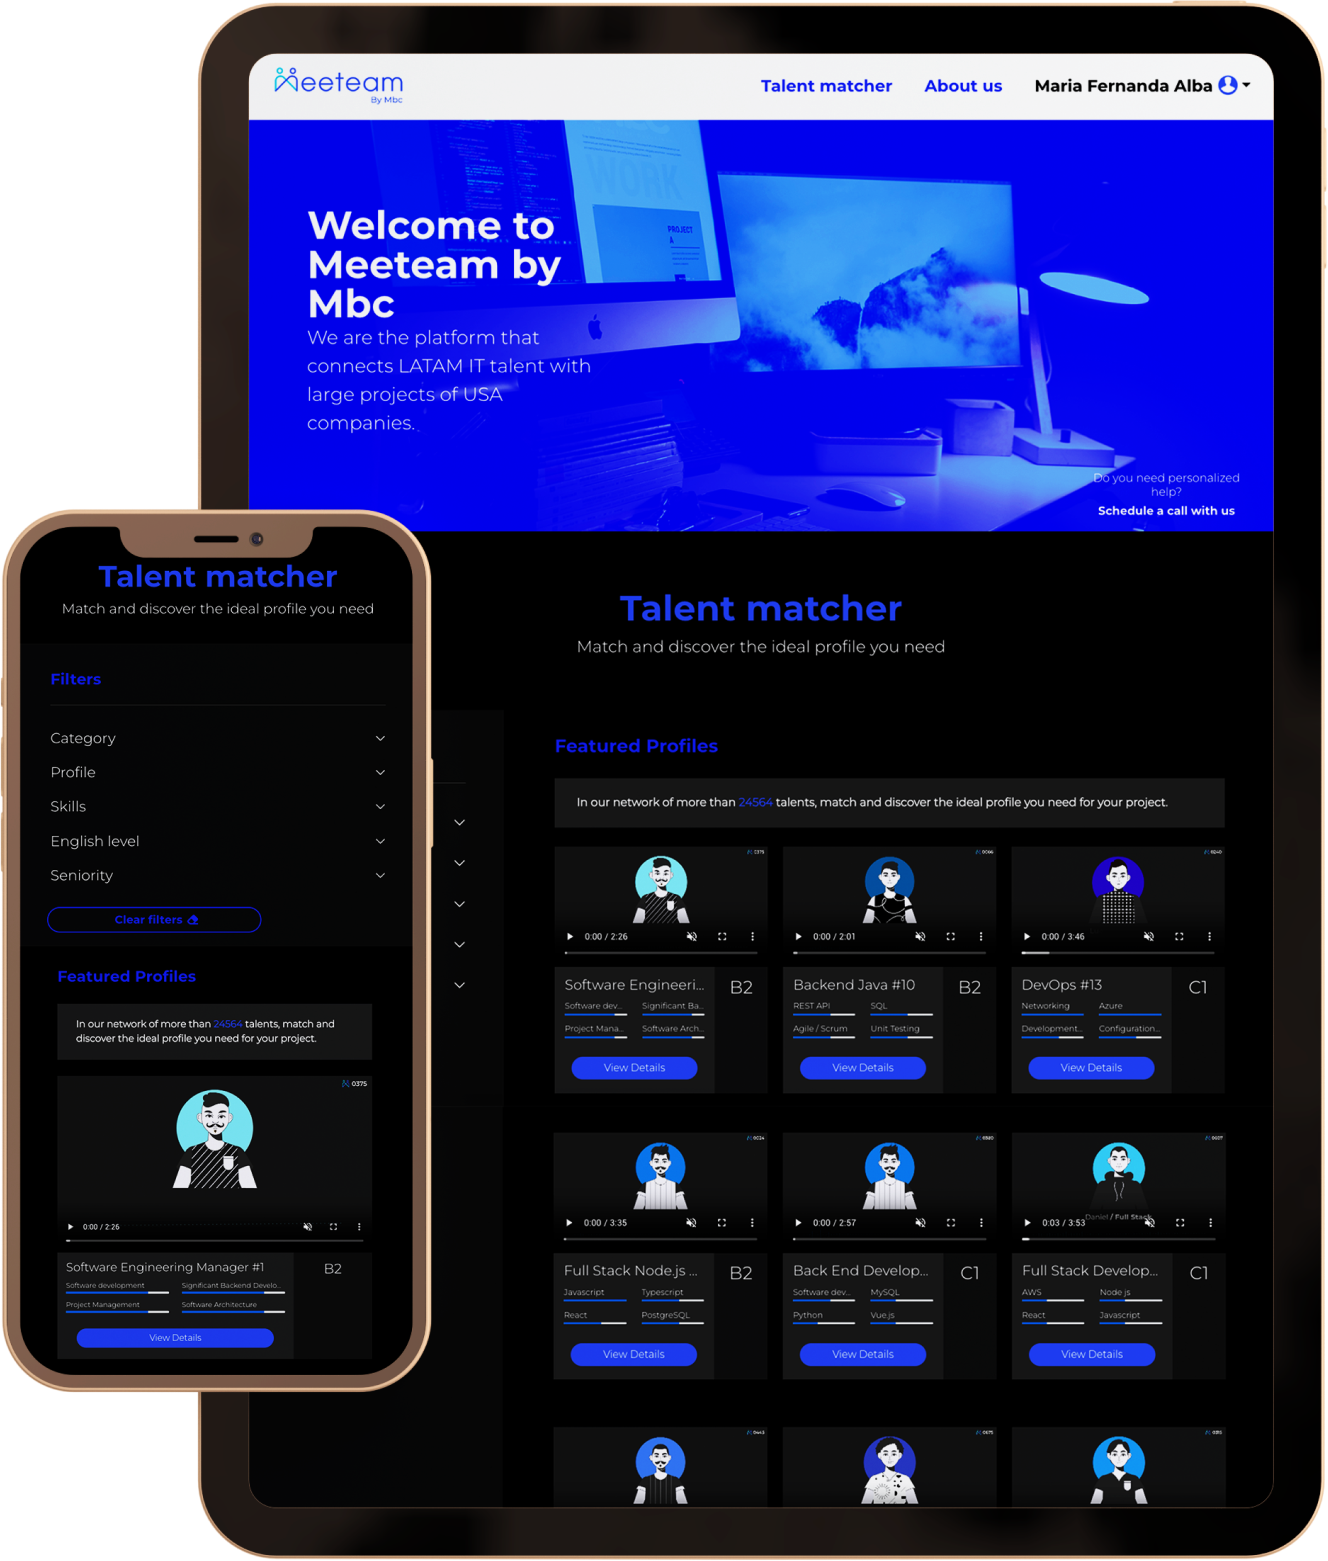 Meeteam
By Mbc
Talent matcher
About us
Maria Fernanda Alba
WORK
PROJECT
A
Welcome to
Meeteam by
Mbc
We are the platform that
connects LATAM IT talent with
large projects of USA
companies.
Do you need personalized
help?
Schedule a call with us
Talent matcher
Match and discover the ideal profile you need
Featured Profiles
In our network of more than 24564 talents, match and discover the ideal profile you need for your project.
0375
0:00 / 2:26
0:00 / 2:01
0:00 / 3:46
Software Engineeri...
B2
Backend Java #10
B2
DevOps #13
C1
Software dev...
Significant Ba...
REST API
SQL
Networking
Azure
Project Mana...
Software Arch...
Agile / Scrum
Unit Testing
Development...
Configuration...
View Details
View Details
View Details
0:00 / 3:35
0:00 / 2:57
Daniel / Full Stack
0:03 / 3:53
Full Stack Node.js ...
B2
Back End Develop...
C1
Full Stack Develop...
C1
Javascript
Typescript
Software dev...
MySQL
AWS
Node js
React
PostgreSQL
Python
Vue.js
React
Javascript
View Details
View Details
View Details
Talent matcher
Match and discover the ideal profile you need
Filters
Category
Profile
Skills
English level
Seniority
Clear filters
Featured Profiles
In our network of more than 24564 talents, match and
discover the ideal profile you need for your project.
0375
0:00 / 2:26
Software Engineering Manager #1
B2
Software development
Significant Backend Develo...
Project Management
Software Architecture
View Details